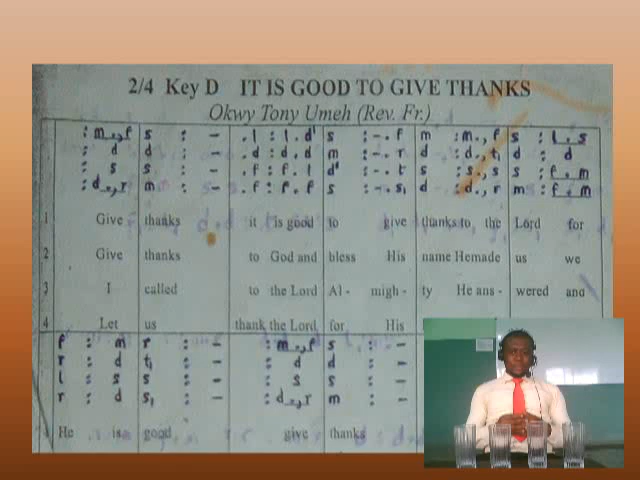 2/4 Key D IT IS GOOD TO GIVE THANKS
Okwy Tony Umeh (Rev. Fr.)
:m.,f s : - .l : l.d' s : -.f m : m.,f s : l.s
: d d : - .d : d.d m : -.r d : d.,t, d : d
: s s : - .f : f.l d' : -.t s : s.,s s : f.m
: d.,r m : - .f : f.f s : -.s, d : d.,r m : f.m
1 Give thanks it is good to give thanks to, the Lord for
2 Give thanks to God and bless His name He made us we
3 I called to the Lord Al- migh- ty He ans- wered and
4 Let us thank the Lord for His
f : m r : - : m.,f s : -
r : d t, : - : d d : -
l : s s : - : s s : -
r : d s, : - : d.,r m : -
He is good give thanks